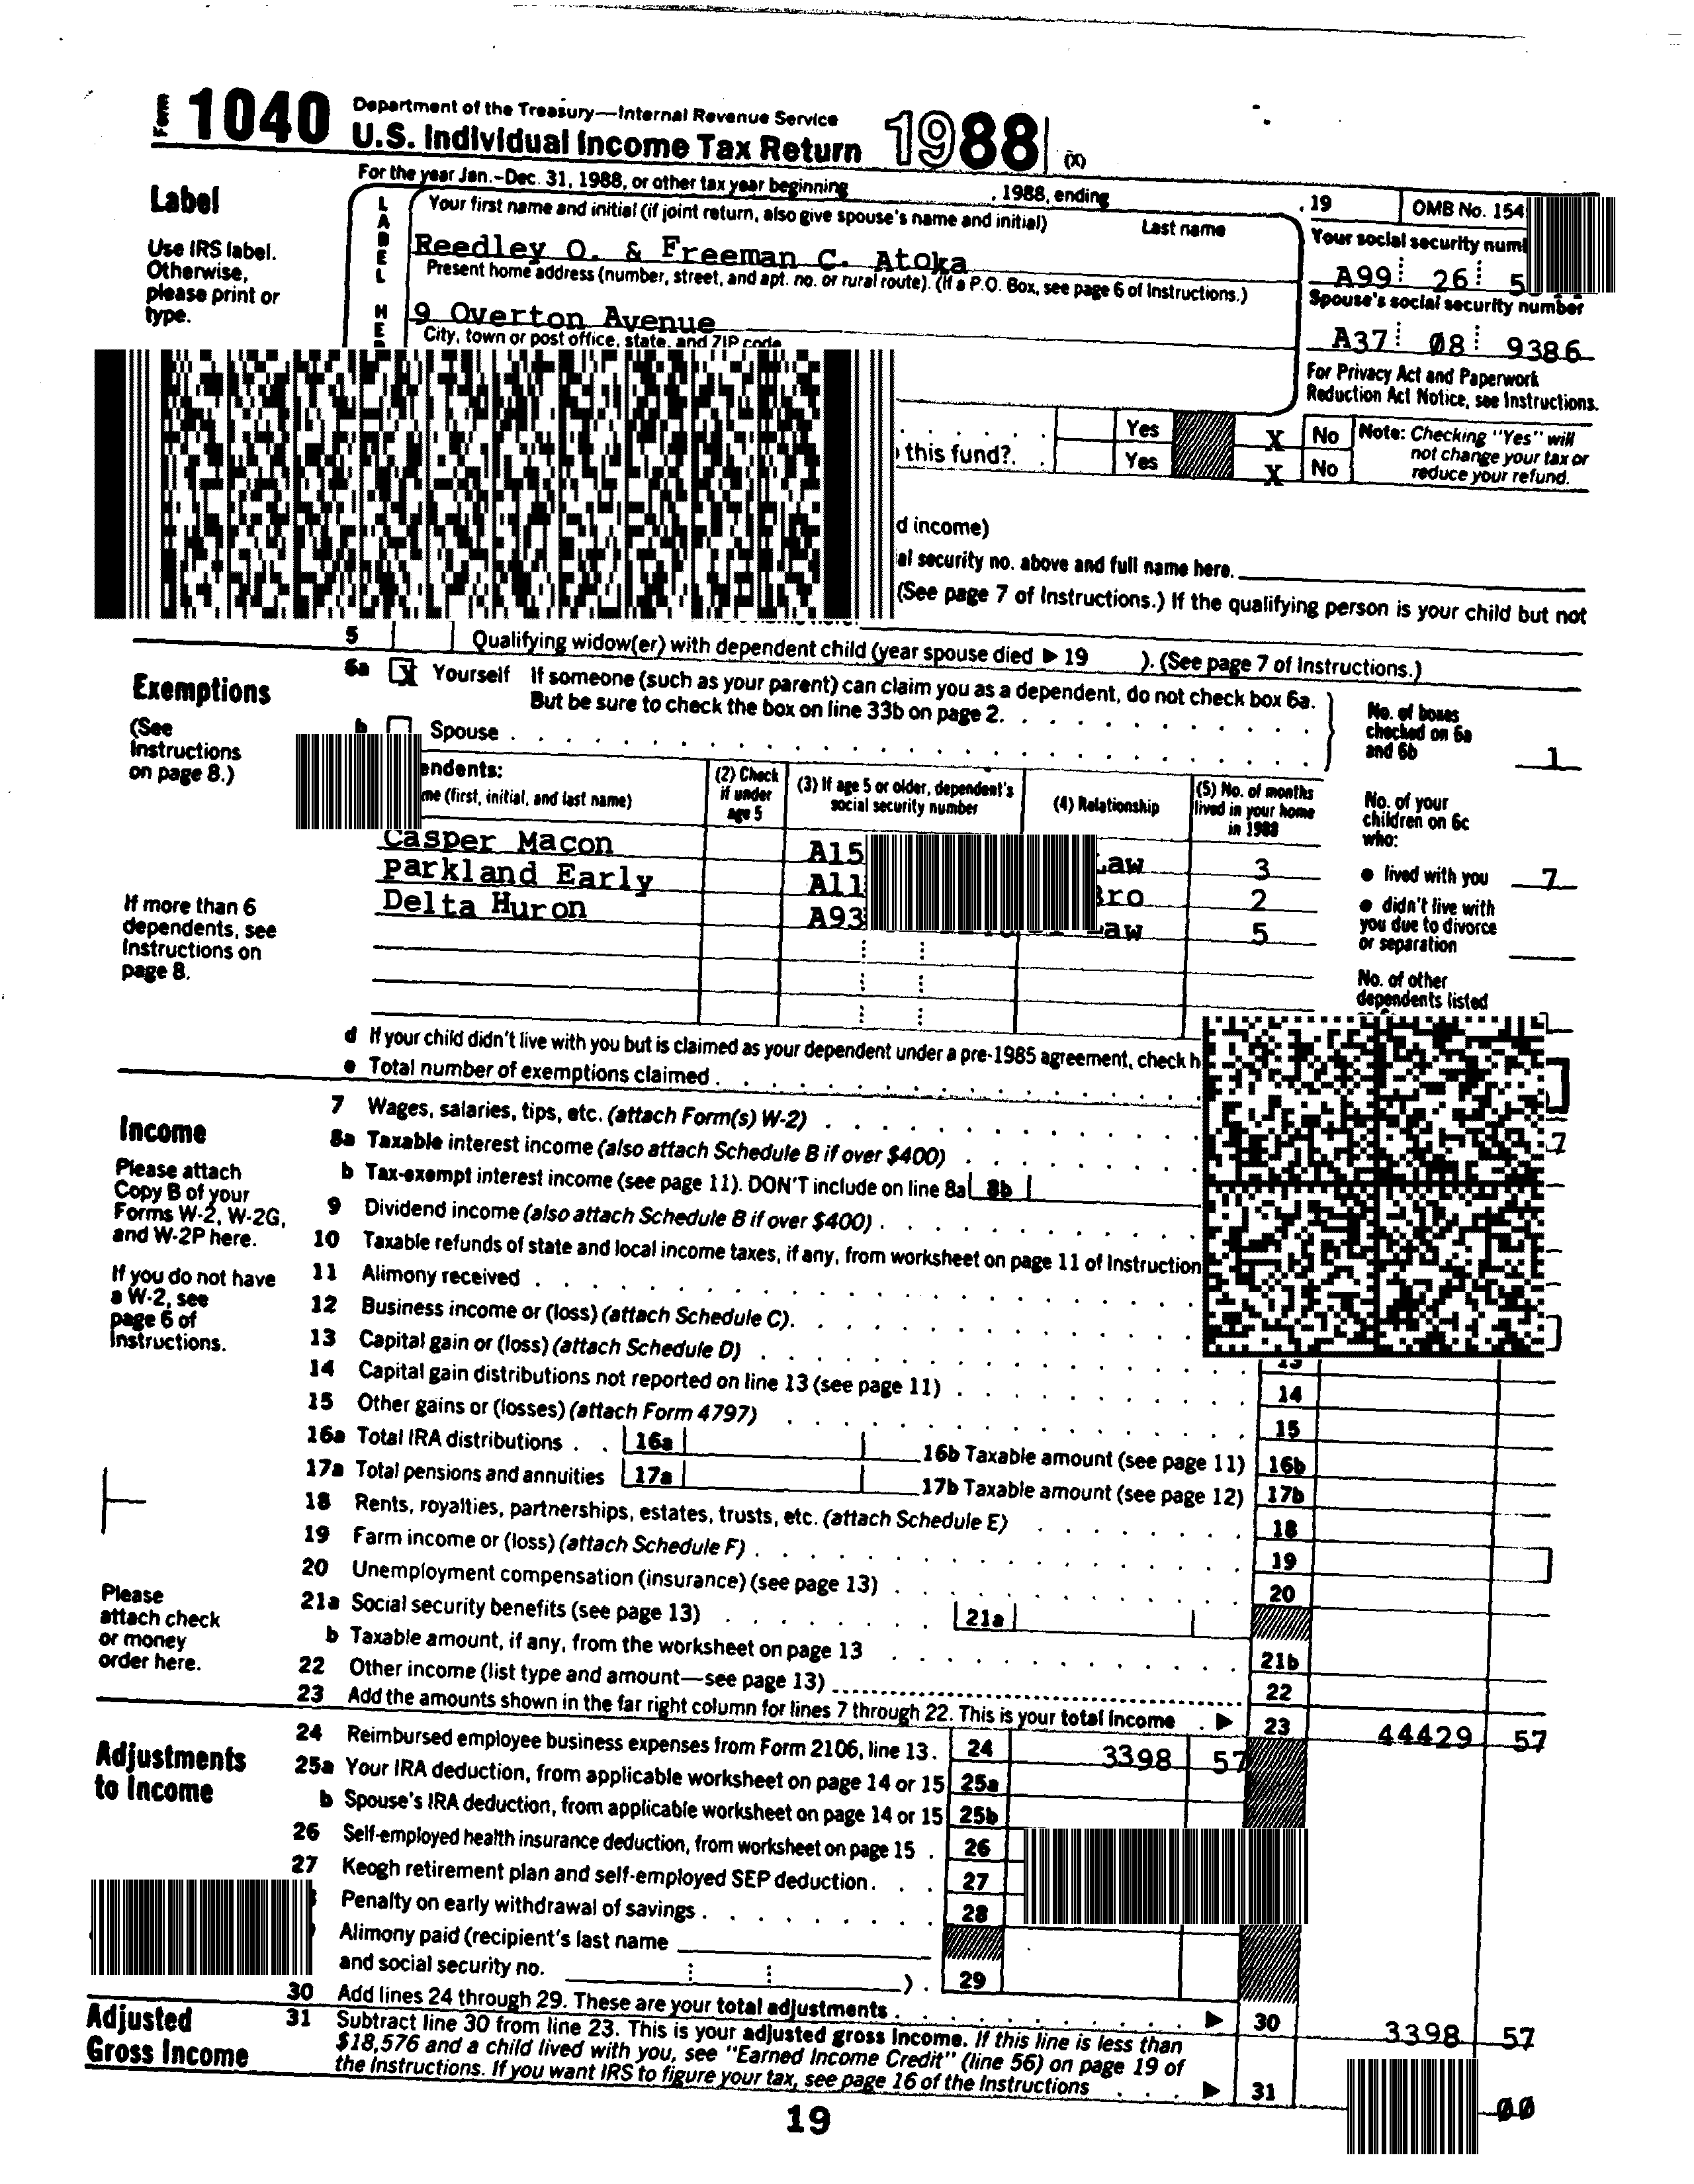 Form 1040 Department of the Treasury—Internal Revenue Service
U.S. Individual Income Tax Return 1988 (X)
For the year Jan.-Dec. 31, 1988, or other tax year beginning , 1988, ending , 19 OMB No. 154
Label
Use IRS label.
Otherwise,
please print or
type.
LABEL
HE
Your first name and initial (if joint return, also give spouse's name and initial) Last name
Reedley O. & Freeman C. Atoka
Present home address (number, street, and apt. no. or rural route). (If a P.O. Box, see page 6 of Instructions.)
9 Overton Avenue
City, town or post office, state, and ZIP code
Your social security
A99 26 5
Spouse's social security number
A37 08 9386
For Privacy Act and Paperwork
Reduction Act Notice, see Instructions.
Yes X No
this fund? . Yes X No
Note: Checking "Yes" will
not change your tax or
reduce your refund.
d income)
al security no. above and full name here.
(See page 7 of Instructions.) If the qualifying person is your child but not
5 Qualifying widow(er) with dependent child (year spouse died ▶ 19 ). (See page 7 of Instructions.)
Exemptions
(See
Instructions
on page 8.)
6a X Yourself If someone (such as your parent) can claim you as a dependent, do not check box 6a.
But be sure to check the box on line 33b on page 2.
b Spouse
No. of boxes
checked on 6a
and 6b 1
endents:
me (first, initial, and last name)
(2) Check
if under
age 5
(3) If age 5 or older, dependent's
social security number
(4) Relationship
(5) No. of months
lived in your home
in 1988
Casper Macon A15 Law 3
Parkland Early A11 Bro 2
Delta Huron A93 Law 5
If more than 6
dependents, see
Instructions on
page 8.
No. of your
children on 6c
who:
● lived with you 7
● didn't live with
you due to divorce
or separation
No. of other
dependents listed
d If your child didn't live with you but is claimed as your dependent under a pre-1985 agreement, check h
e Total number of exemptions claimed
Income
Please attach
Copy B of your
Forms W-2, W-2G,
and W-2P here.
If you do not have
a W-2, see
page 6 of
Instructions.
Please
attach check
or money
order here.
7 Wages, salaries, tips, etc. (attach Form(s) W-2)
8a Taxable interest income (also attach Schedule B if over $400)
b Tax-exempt interest income (see page 11). DON'T include on line 8a 8b
9 Dividend income (also attach Schedule B if over $400)
10 Taxable refunds of state and local income taxes, if any, from worksheet on page 11 of Instruction
11 Alimony received
12 Business income or (loss) (attach Schedule C)
13 Capital gain or (loss) (attach Schedule D) 13
14 Capital gain distributions not reported on line 13 (see page 11) 14
15 Other gains or (losses) (attach Form 4797) 15
16a Total IRA distributions 16a 16b Taxable amount (see page 11) 16b
17a Total pensions and annuities 17a 17b Taxable amount (see page 12) 17b
18 Rents, royalties, partnerships, estates, trusts, etc. (attach Schedule E) 18
19 Farm income or (loss) (attach Schedule F) 19
20 Unemployment compensation (insurance) (see page 13) 20
21a Social security benefits (see page 13) 21a
b Taxable amount, if any, from the worksheet on page 13 21b
22 Other income (list type and amount—see page 13) 22
23 Add the amounts shown in the far right column for lines 7 through 22. This is your total income ▶ 23 44429 57
Adjustments
to Income
24 Reimbursed employee business expenses from Form 2106, line 13. 24 3398 57
25a Your IRA deduction, from applicable worksheet on page 14 or 15 25a
b Spouse's IRA deduction, from applicable worksheet on page 14 or 15 25b
26 Self-employed health insurance deduction, from worksheet on page 15 26
27 Keogh retirement plan and self-employed SEP deduction 27
Penalty on early withdrawal of savings 28
Alimony paid (recipient's last name
and social security no. ) 29
30 Add lines 24 through 29. These are your total adjustments ▶ 30 3398 57
Adjusted
Gross Income
31 Subtract line 30 from line 23. This is your adjusted gross income. If this line is less than
$18,576 and a child lived with you, see "Earned Income Credit" (line 56) on page 19 of
the Instructions. If you want IRS to figure your tax, see page 16 of the Instructions ▶ 31 00
19